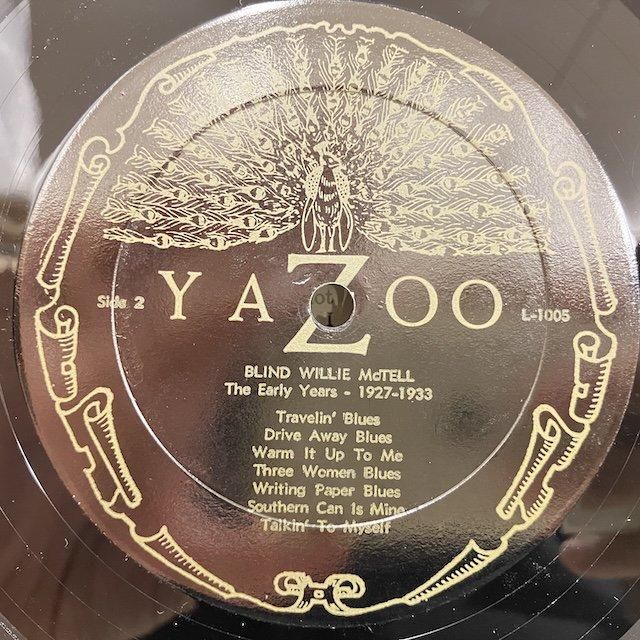 YAZOO
Side 2
L-1005
BLIND WILLIE McTELL
The Early Years - 1927-1933
Travelin' Blues
Drive Away Blues
Warm It Up To Me
Three Women Blues
Writing Paper Blues
Southern Can Is Mine
Talkin' To Myself